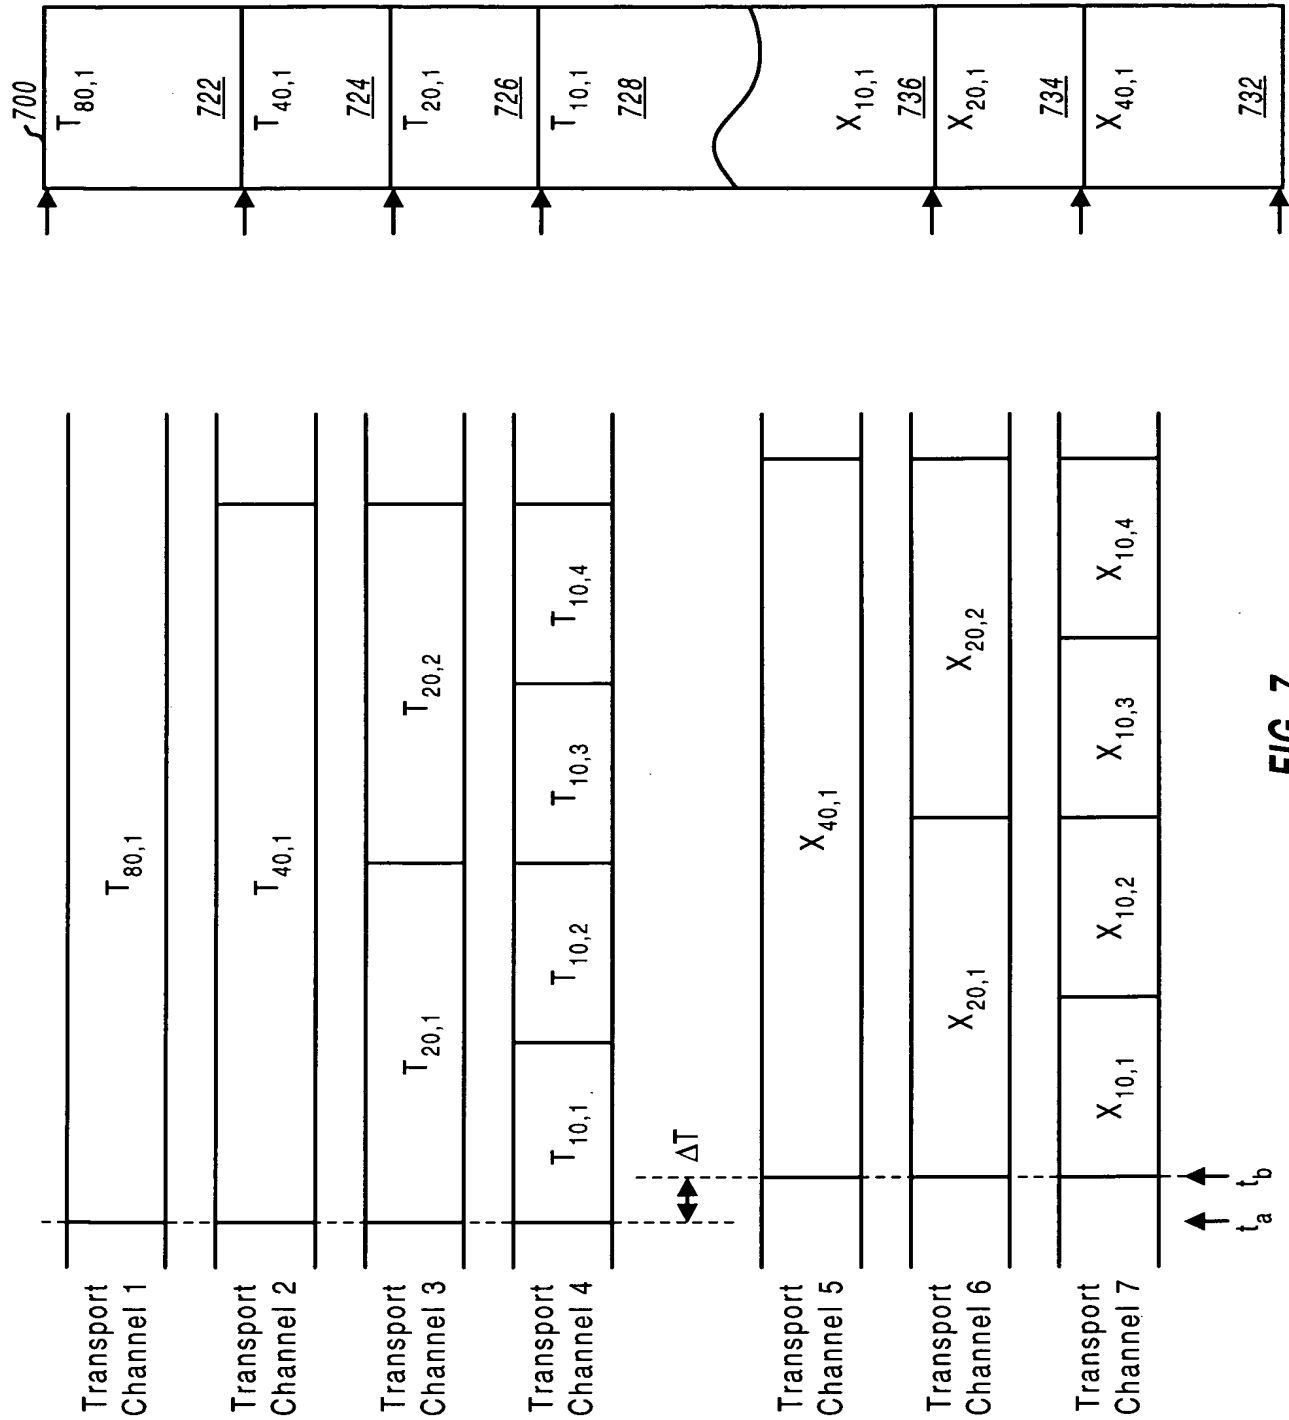 700
T80,1
722
T40,1
724
T20,1
726
T10,1
728
X10,1
736
X20,1
734
X40,1
732
Transport
Channel 1
T80,1
Transport
Channel 2
T40,1
Transport
Channel 3
T20,1
T20,2
Transport
Channel 4
T10,1
T10,2
T10,3
T10,4
ΔT
Transport
Channel 5
X40,1
Transport
Channel 6
X20,1
X20,2
Transport
Channel 7
X10,1
X10,2
X10,3
X10,4
ta
tb
FIG. 7